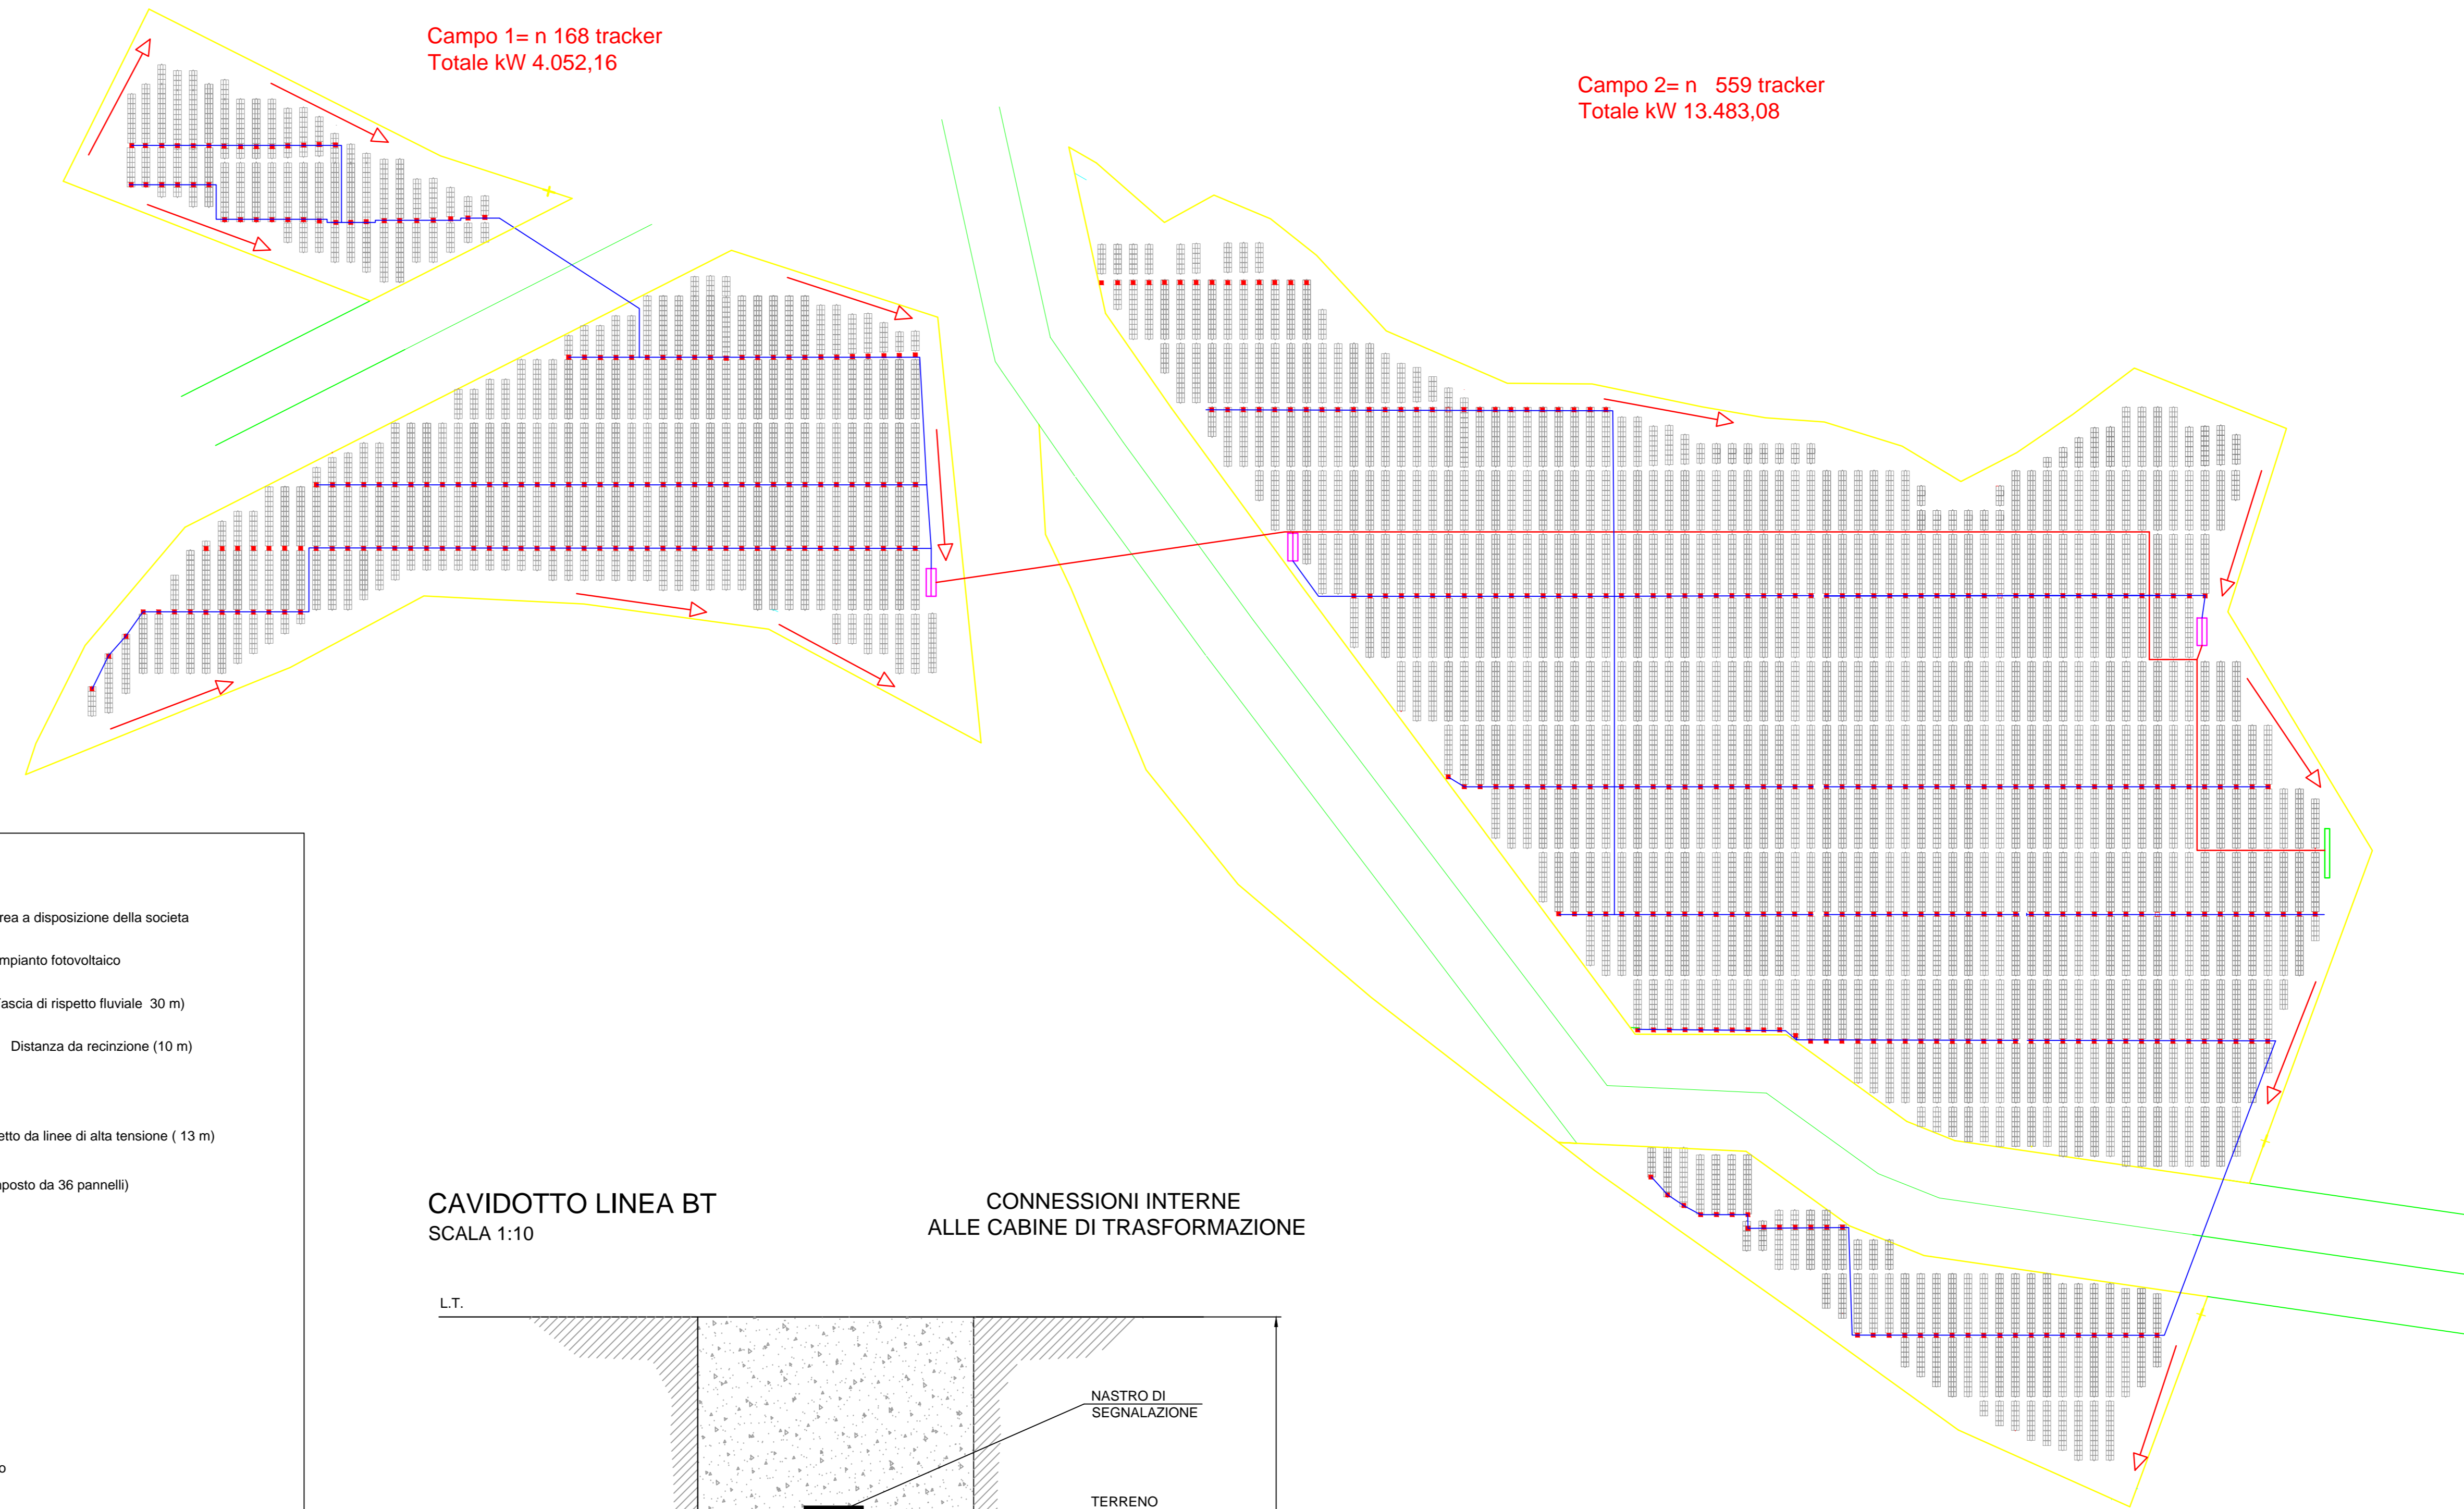 Campo 1= n 168 tracker
Totale kW 4.052,16
Campo 2= n 559 tracker
Totale kW 13.483,08
rea a disposizione della societa
mpianto fotovoltaico
ascia di rispetto fluviale 30 m)
Distanza da recinzione (10 m)
etto da linee di alta tensione ( 13 m)
nposto da 36 pannelli)
o
CAVIDOTTO LINEA BT
SCALA 1:10
CONNESSIONI INTERNE
ALLE CABINE DI TRASFORMAZIONE
L.T.
NASTRO DI
SEGNALAZIONE
TERRENO